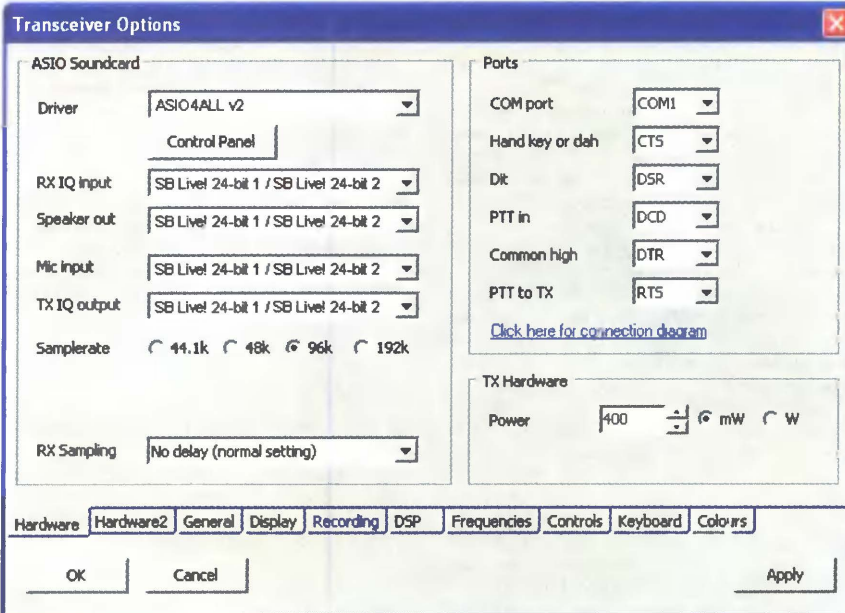 Transceiver Options
ASIO Soundcard
Driver
ASIO4ALL v2
Control Panel
RX IQ input
SB Live! 24-bit 1 / SB Live! 24-bit 2
Speaker out
SB Live! 24-bit 1 / SB Live! 24-bit 2
Mic input
SB Live! 24-bit 1 / SB Live! 24-bit 2
TX IQ output
SB Live! 24-bit 1 / SB Live! 24-bit 2
Samplerate
44.1k 48k 96k 192k
RX Sampling
No delay (normal setting)
Ports
COM port
COM1
Hand key or dah
CTS
Dit
DSR
PTT in
DCD
Common high
DTR
PTT to TX
RTS
Click here for connection diagram
TX Hardware
Power
400
mW W
Hardware Hardware2 General Display Recording DSP Frequencies Controls Keyboard Colours
OK Cancel Apply